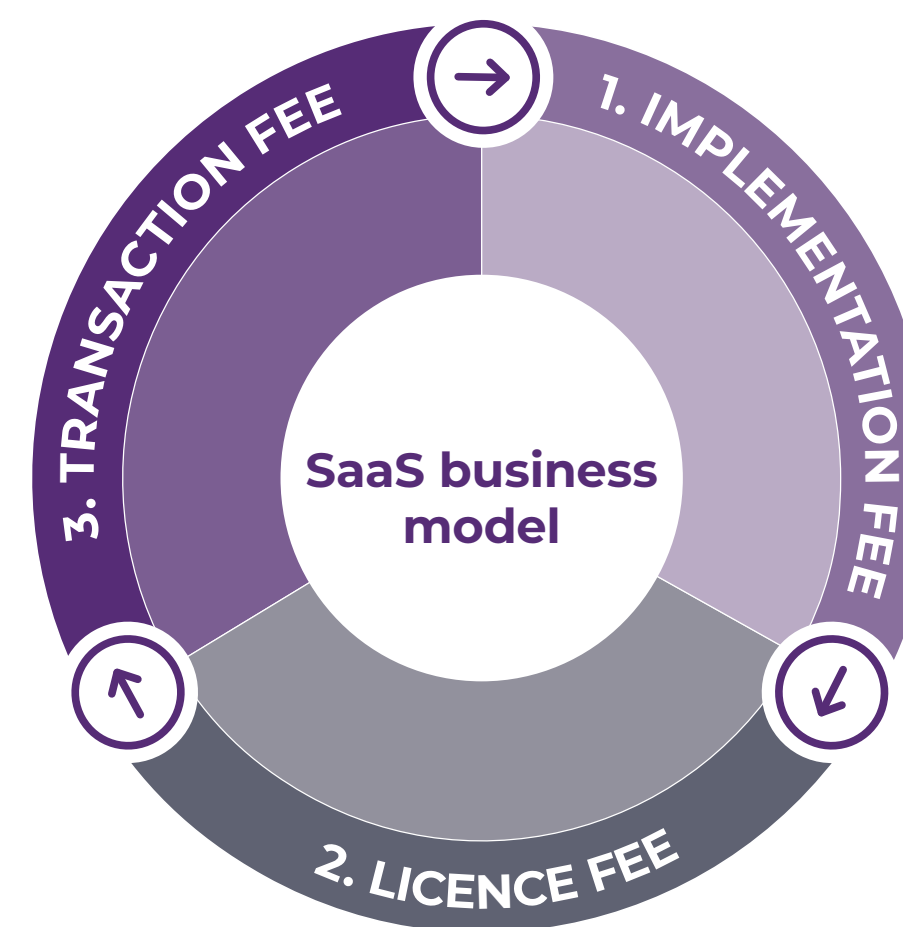 1. IMPLEMENTATION FEE
2. LICENCE FEE
3. TRANSACTION FEE
SaaS business
model